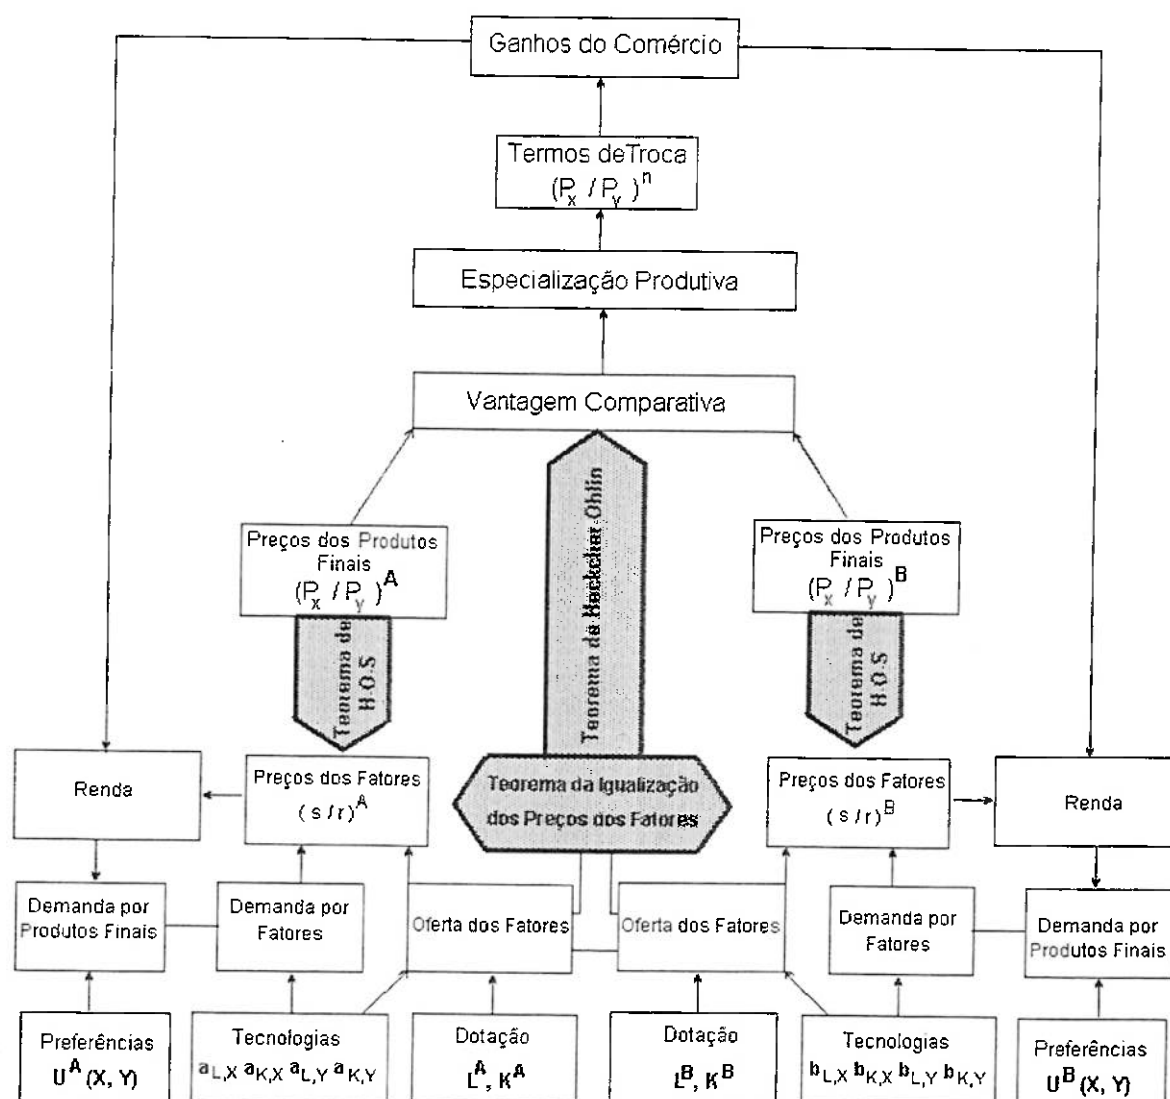 Ganhos do Comércio
Termos deTroca
(Px / Py )n
Especialização Produtiva
Vantagem Comparativa
Preços dos Produtos
Finais
(Px / Py )A
Teorema de Heckcher-Ohlin
Preços dos Produtos
Finais
(Px / Py )B
Teorema de
H.O.S
Teorema de
H.O.S
Renda
Preços dos Fatores
( s / r )A
Teorema da Igualização
dos Preços dos Fatores
Preços dos Fatores
( s / r )B
Renda
Demanda por
Produtos Finais
Demanda por
Fatores
Oferta dos Fatores
Oferta dos Fatores
Demanda por
Fatores
Demanda por
Produtos Finais
Preferências
UA (X, Y)
Tecnologias
aL,X aK,X aL,Y aK,Y
Dotação
LA, KA
Dotação
LB, KB
Tecnologias
bL,X bK,X bL,Y bK,Y
Preferências
UB (X, Y)